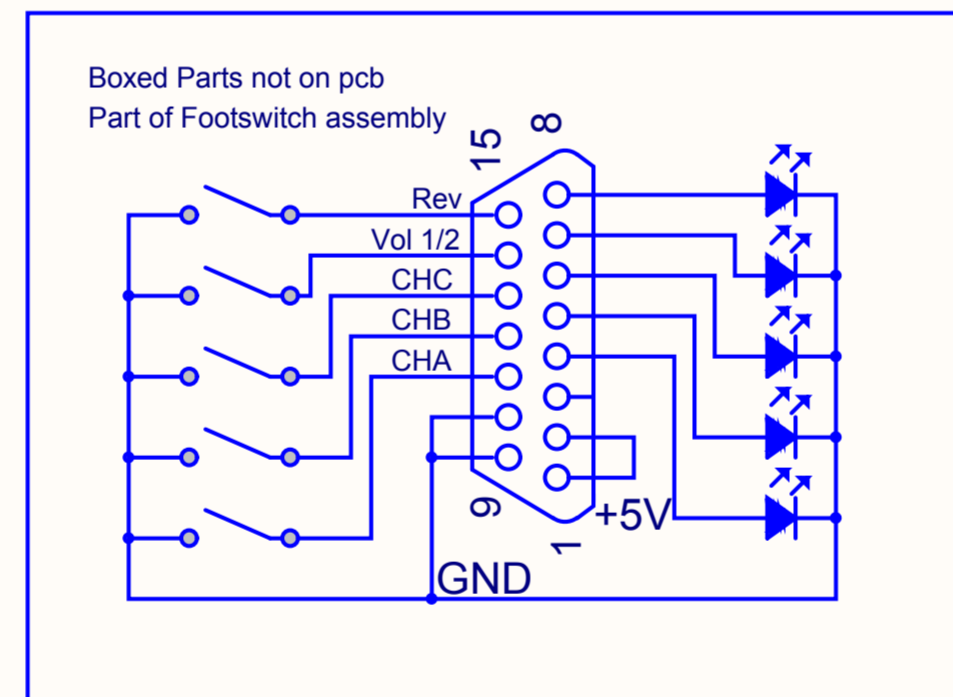 Boxed Parts not on pcb
Part of Footswitch assembly
15
8
Rev
Vol 1/2
CHC
CHB
CHA
9
1
+5V
GND